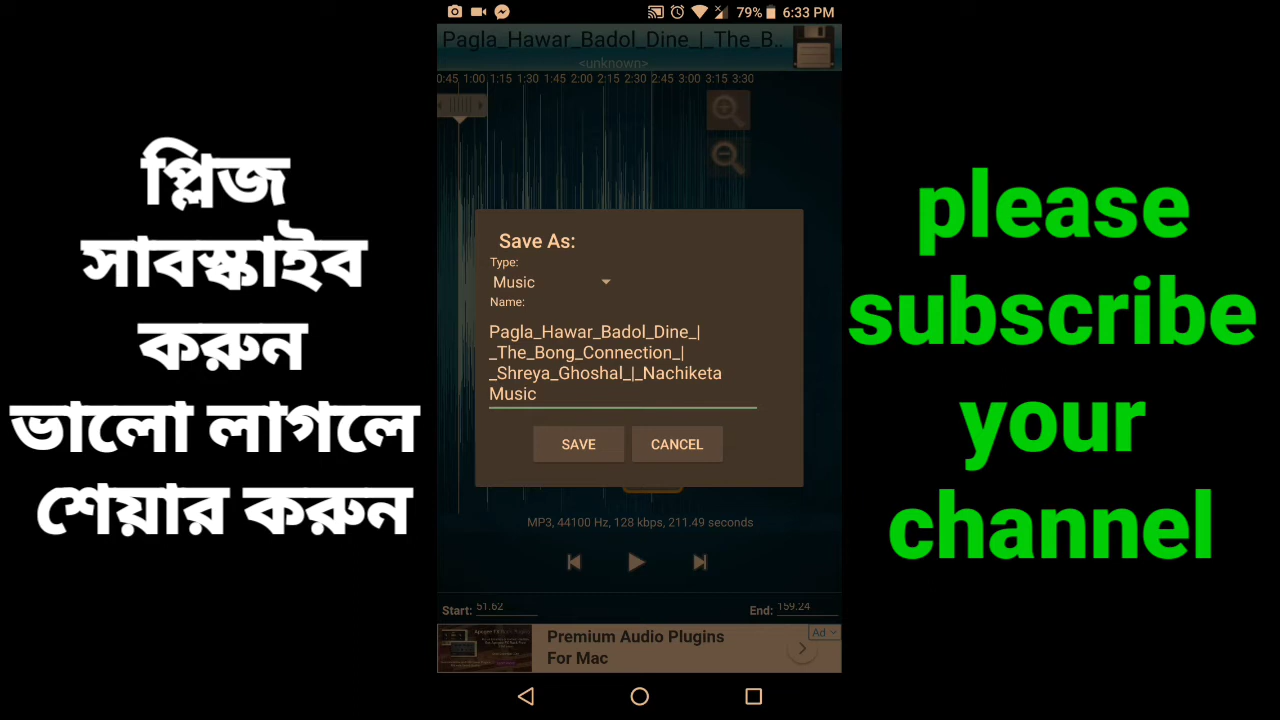 প্লিজ
সাবস্ক্রাইব
করুন
ভালো লাগলে
শেয়ার করুন
79% 6:33 PM
Pagla_Hawar_Badol_Dine_|_The_B..
<unknown>
0:45 1:00 1:15 1:30 1:45 2:00 2:15 2:30 2:45 3:00 3:15 3:30
Save As:
Type:
Music
Name:
Pagla_Hawar_Badol_Dine_|
_The_Bong_Connection_|
_Shreya_Ghoshal_|_Nachiketa
Music
SAVE CANCEL
MP3, 44100 Hz, 128 kbps, 211.49 seconds
Start: 51.62 End: 159.24
Premium Audio Plugins
For Mac
Ad
please
subscribe
your
channel